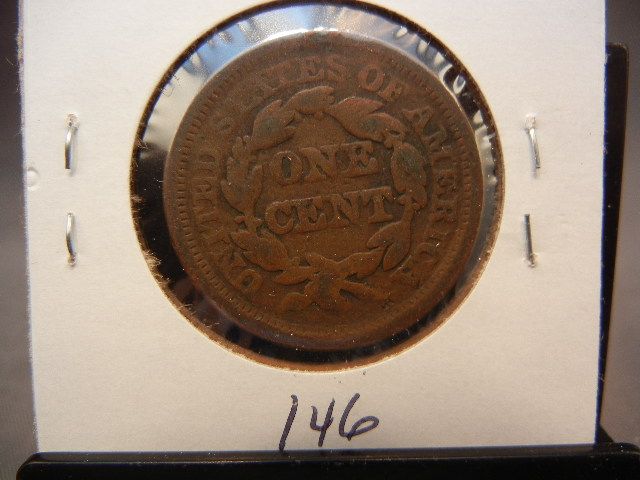 UNITED STATES OF AMERICA
ONE
CENT
146